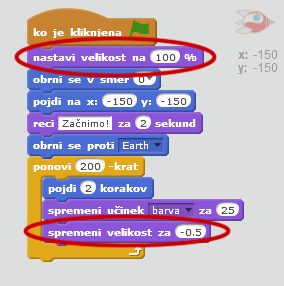 ko je kliknjena
nastavi velikost na 100 %
obrni se v smer 0
pojdi na x: -150 y: -150
reci Začnimo! za 2 sekund
obrni se proti Earth
ponovi 200 -krat
pojdi 2 korakov
spremeni učinek barva za 25
spremeni velikost za -0.5
x: -150
y: -150